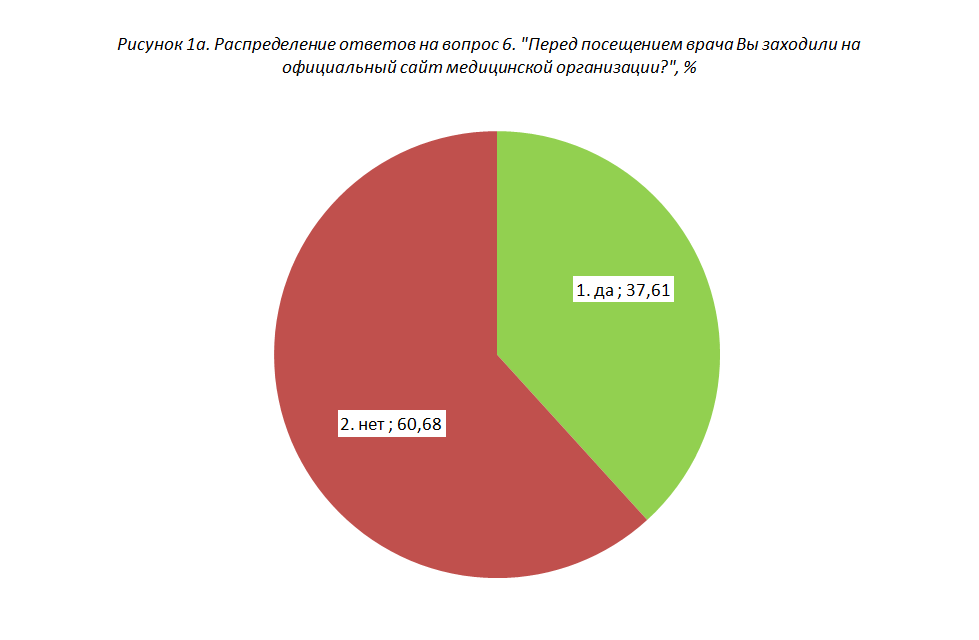 Рисунок 1а. Распределение ответов на вопрос 6. "Перед посещением врача Вы заходили на
официальный сайт медицинской организации?", %
1. да ; 37,61
2. нет ; 60,68